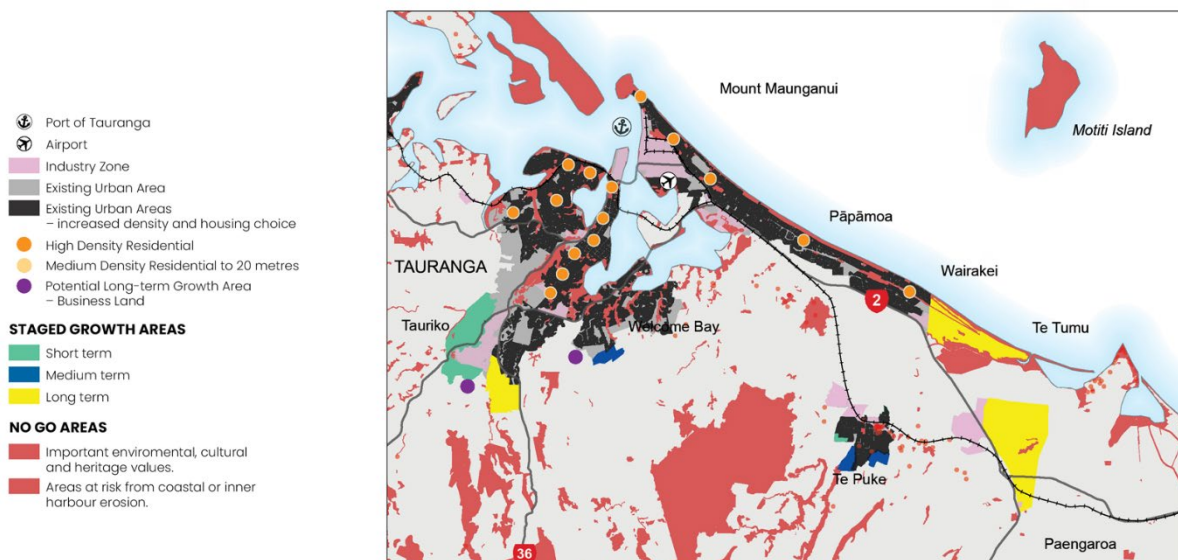 Port of Tauranga
Airport
Industry Zone
Existing Urban Area
Existing Urban Areas
– increased density and housing choice
High Density Residential
Medium Density Residential to 20 metres
Potential Long-term Growth Area
– Business Land
STAGED GROWTH AREAS
Short term
Medium term
Long term
NO GO AREAS
Important enviromental, cultural
and heritage values.
Areas at risk from coastal or inner
harbour erosion.
Mount Maunganui
Motiti Island
Pāpāmoa
TAURANGA
Wairakei
2
Tauriko
Welcome Bay
Te Tumu
Te Puke
Paengaroa
36